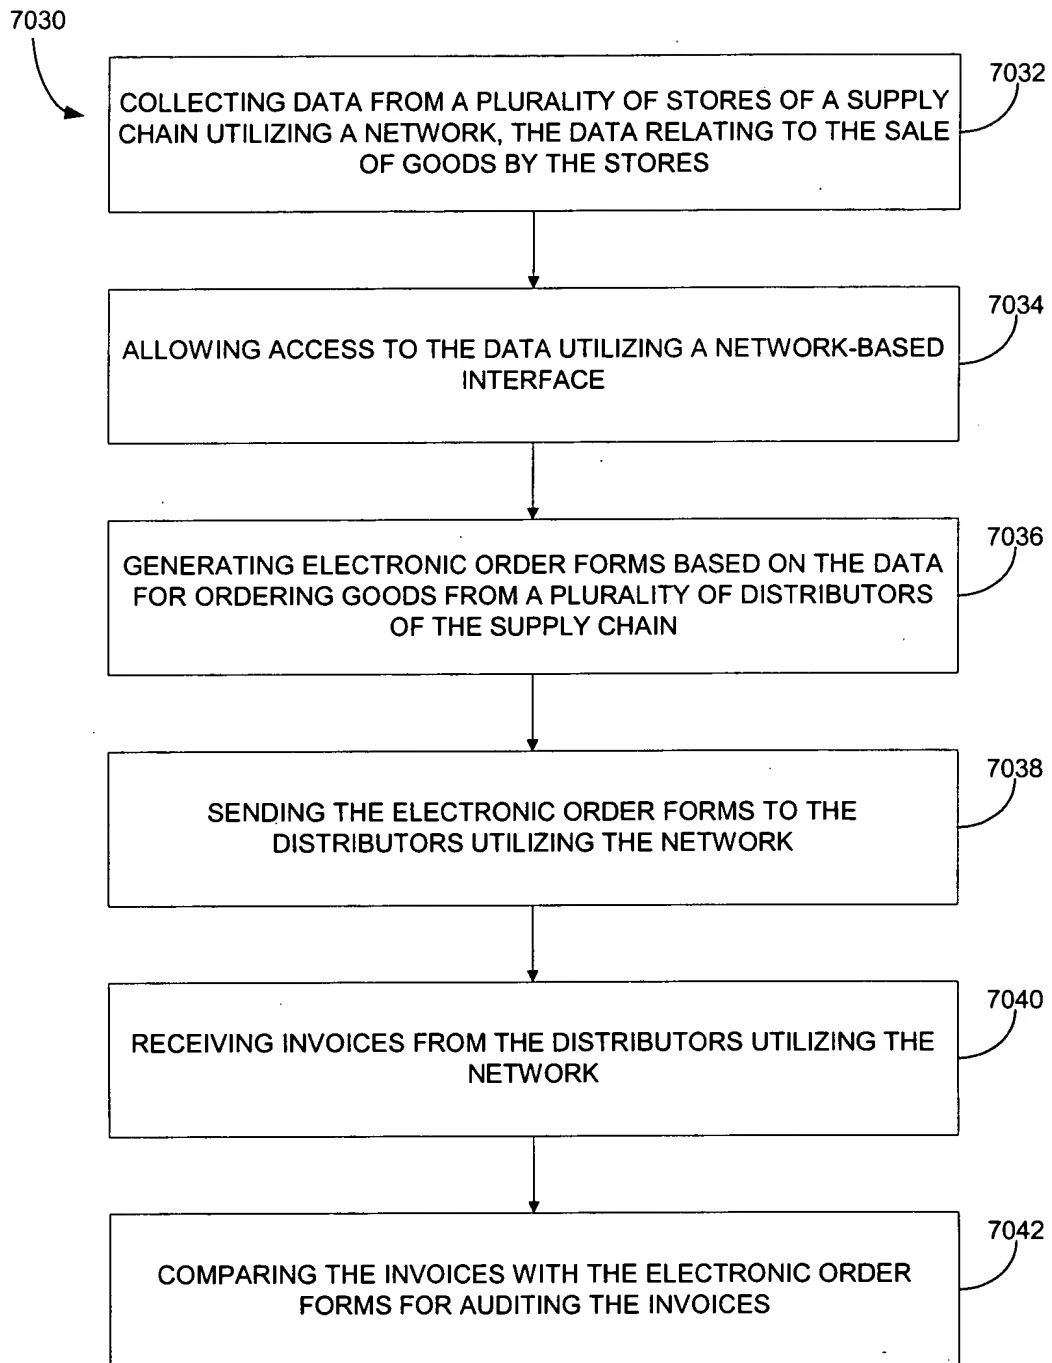 7030
7032
COLLECTING DATA FROM A PLURALITY OF STORES OF A SUPPLY
CHAIN UTILIZING A NETWORK, THE DATA RELATING TO THE SALE
OF GOODS BY THE STORES
7034
ALLOWING ACCESS TO THE DATA UTILIZING A NETWORK-BASED
INTERFACE
7036
GENERATING ELECTRONIC ORDER FORMS BASED ON THE DATA
FOR ORDERING GOODS FROM A PLURALITY OF DISTRIBUTORS
OF THE SUPPLY CHAIN
7038
SENDING THE ELECTRONIC ORDER FORMS TO THE
DISTRIBUTORS UTILIZING THE NETWORK
7040
RECEIVING INVOICES FROM THE DISTRIBUTORS UTILIZING THE
NETWORK
7042
COMPARING THE INVOICES WITH THE ELECTRONIC ORDER
FORMS FOR AUDITING THE INVOICES